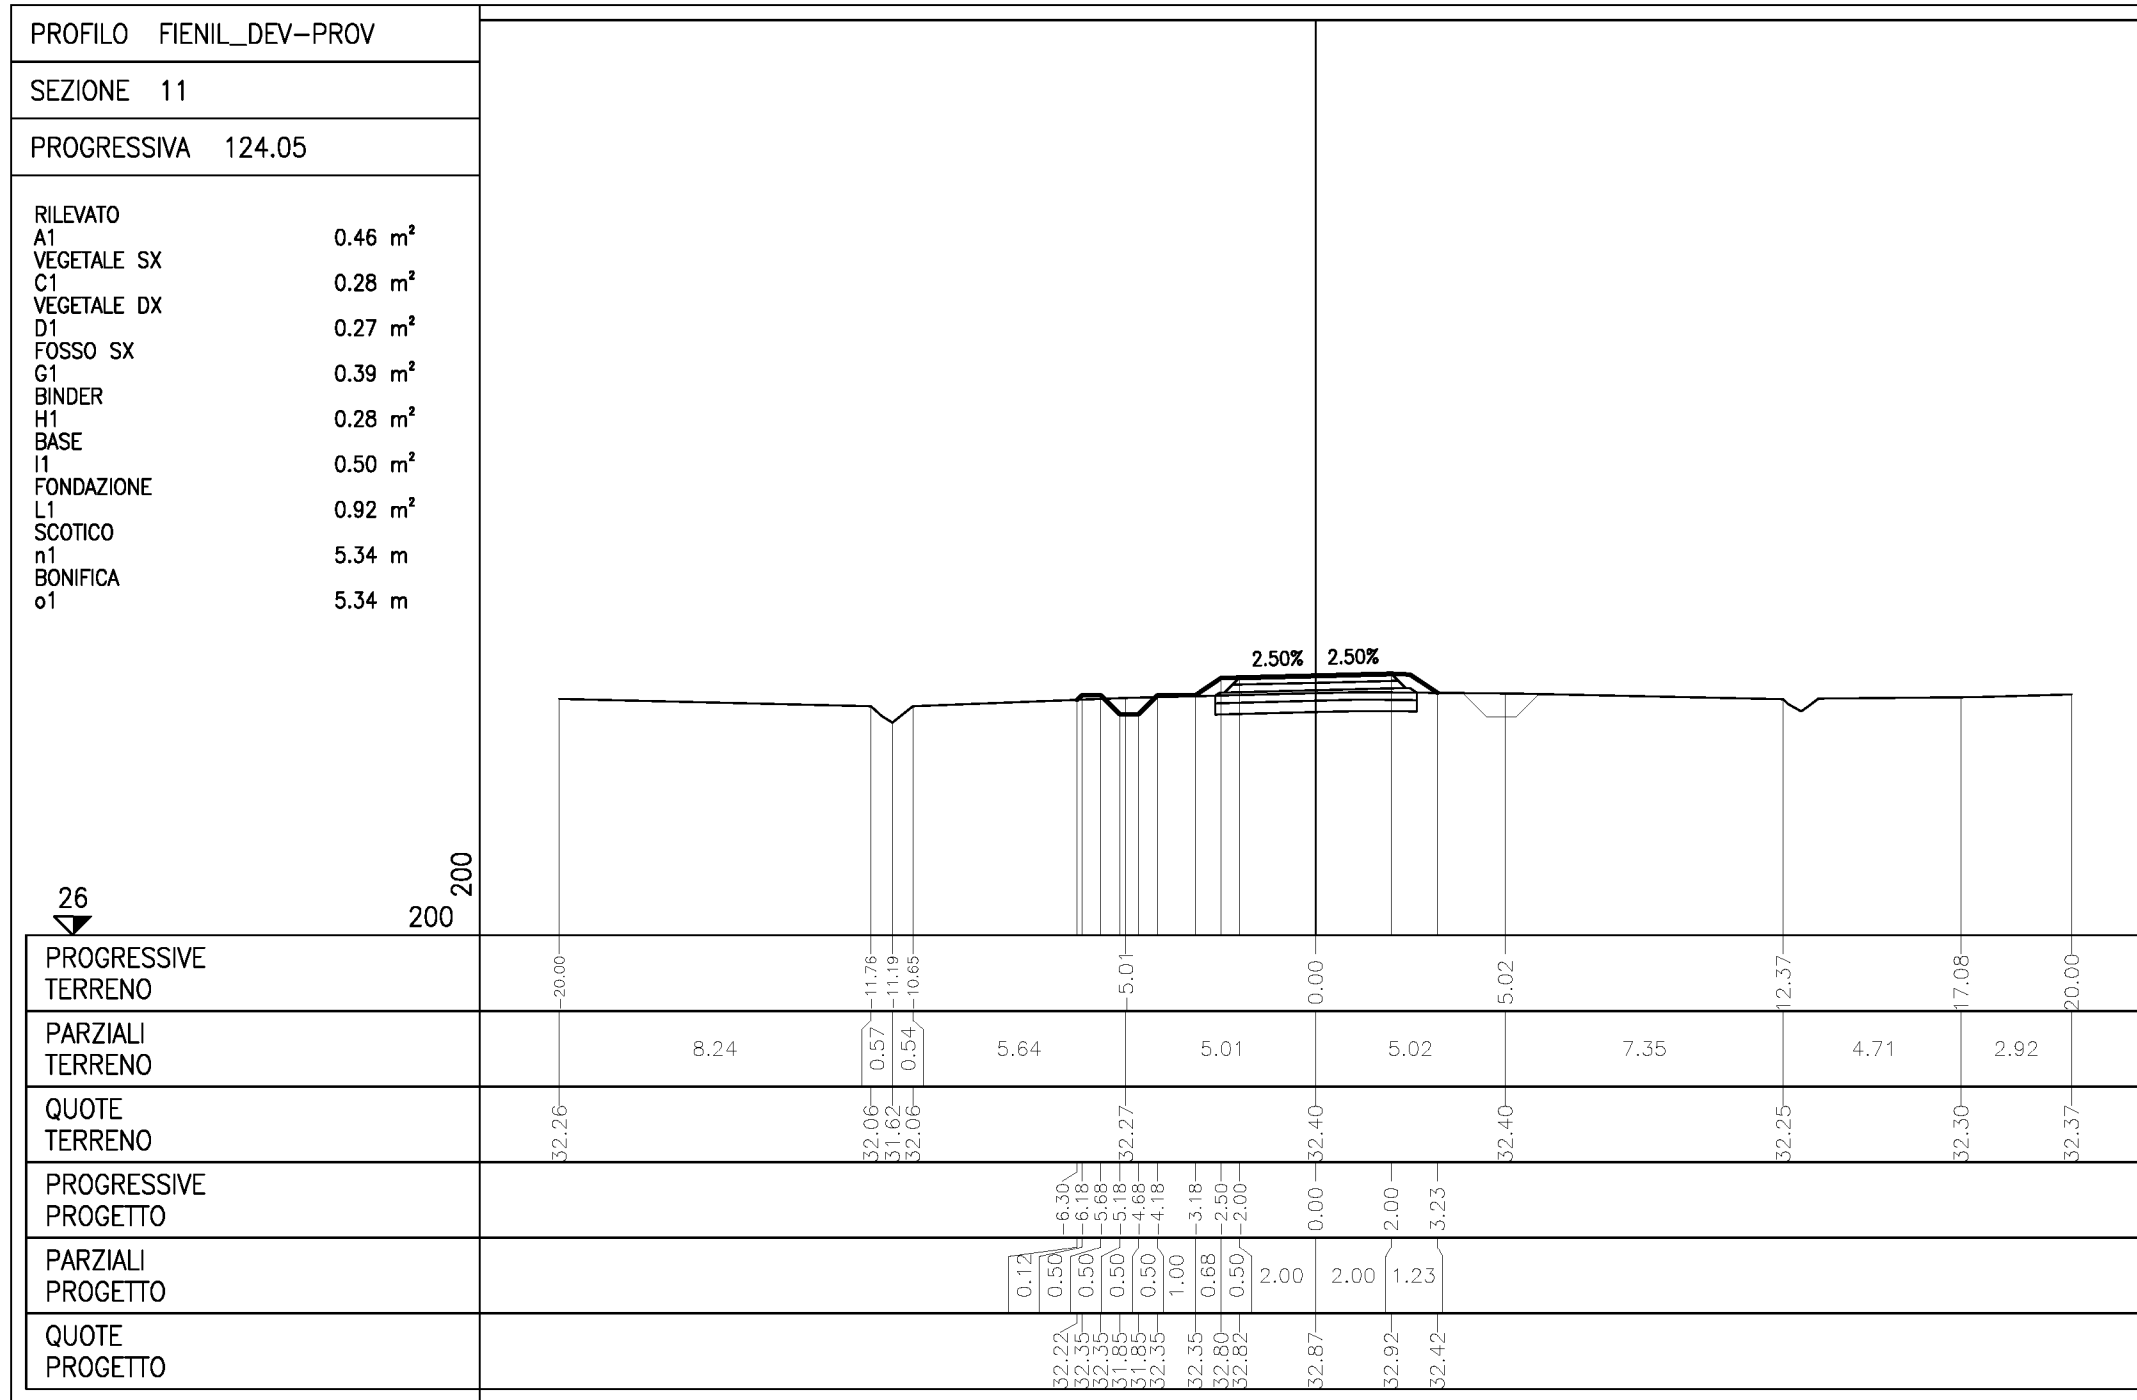 PROFILO FIENIL_DEV-PROV
SEZIONE 11
PROGRESSIVA 124.05
RILEVATO
A1 0.46 m²
VEGETALE SX
C1 0.28 m²
VEGETALE DX
D1 0.27 m²
FOSSO SX
G1 0.39 m²
BINDER
H1 0.28 m²
BASE
I1 0.50 m²
FONDAZIONE
L1 0.92 m²
SCOTICO
n1 5.34 m
BONIFICA
o1 5.34 m
2.50% 2.50%
200
26
200
PROGRESSIVE
TERRENO
-20.00 -11.76 -11.19 -10.65 -5.01 0.00 5.02 12.37 17.08 20.00
PARZIALI
TERRENO
8.24 0.57 0.54 5.64 5.01 5.02 7.35 4.71 2.92
QUOTE
TERRENO
32.26 32.06 31.62 32.06 32.27 32.40 32.40 32.25 32.30 32.37
PROGRESSIVE
PROGETTO
-6.30 -6.18 -5.68 -5.18 -4.68 -4.18 -3.18 -2.50 -2.00 0.00 2.00 3.23
PARZIALI
PROGETTO
0.12 0.50 0.50 0.50 0.50 1.00 0.68 0.50 2.00 2.00 1.23
QUOTE
PROGETTO
32.22 32.35 32.35 31.85 31.85 32.35 32.35 32.80 32.82 32.87 32.92 32.42